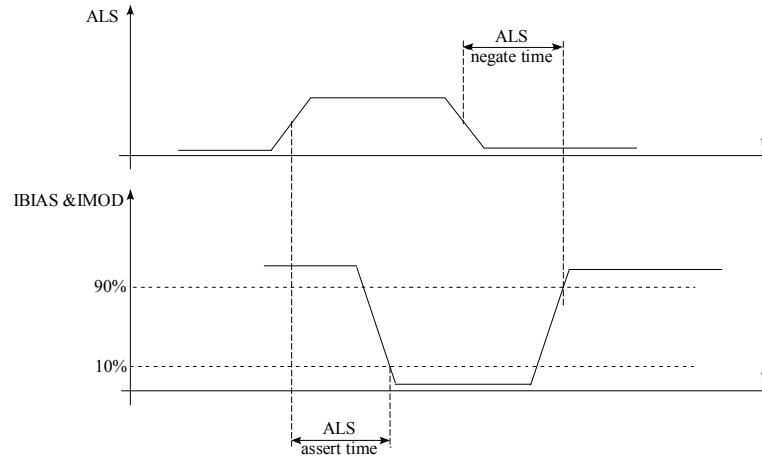 ALS
ALS
negate time
t
IBIAS &IMOD
90%
10%
t
ALS
assert time